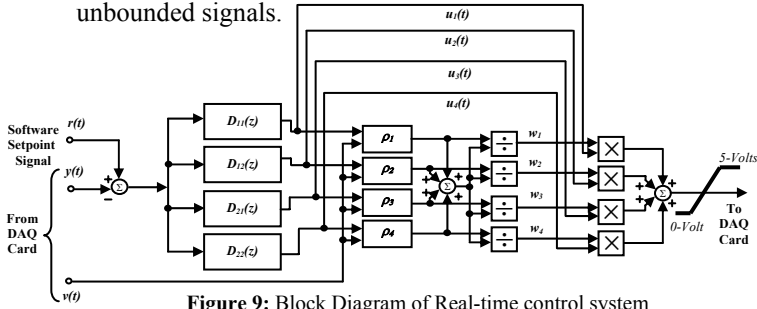 unbounded signals.
u1(t)
u2(t)
u3(t)
u4(t)
r(t)
Software
Setpoint
Signal
y(t)
From
DAQ
Card
v(t)
+
−
Σ
D11(z)
D12(z)
D21(z)
D22(z)
ρ1
ρ2
ρ3
ρ4
+
+
+
+
Σ
÷
÷
÷
÷
w1
w2
w3
w4
×
×
×
×
+
+
+
+
Σ
5-Volts
0-Volt
To
DAQ
Card
Figure 9: Block Diagram of Real-time control system